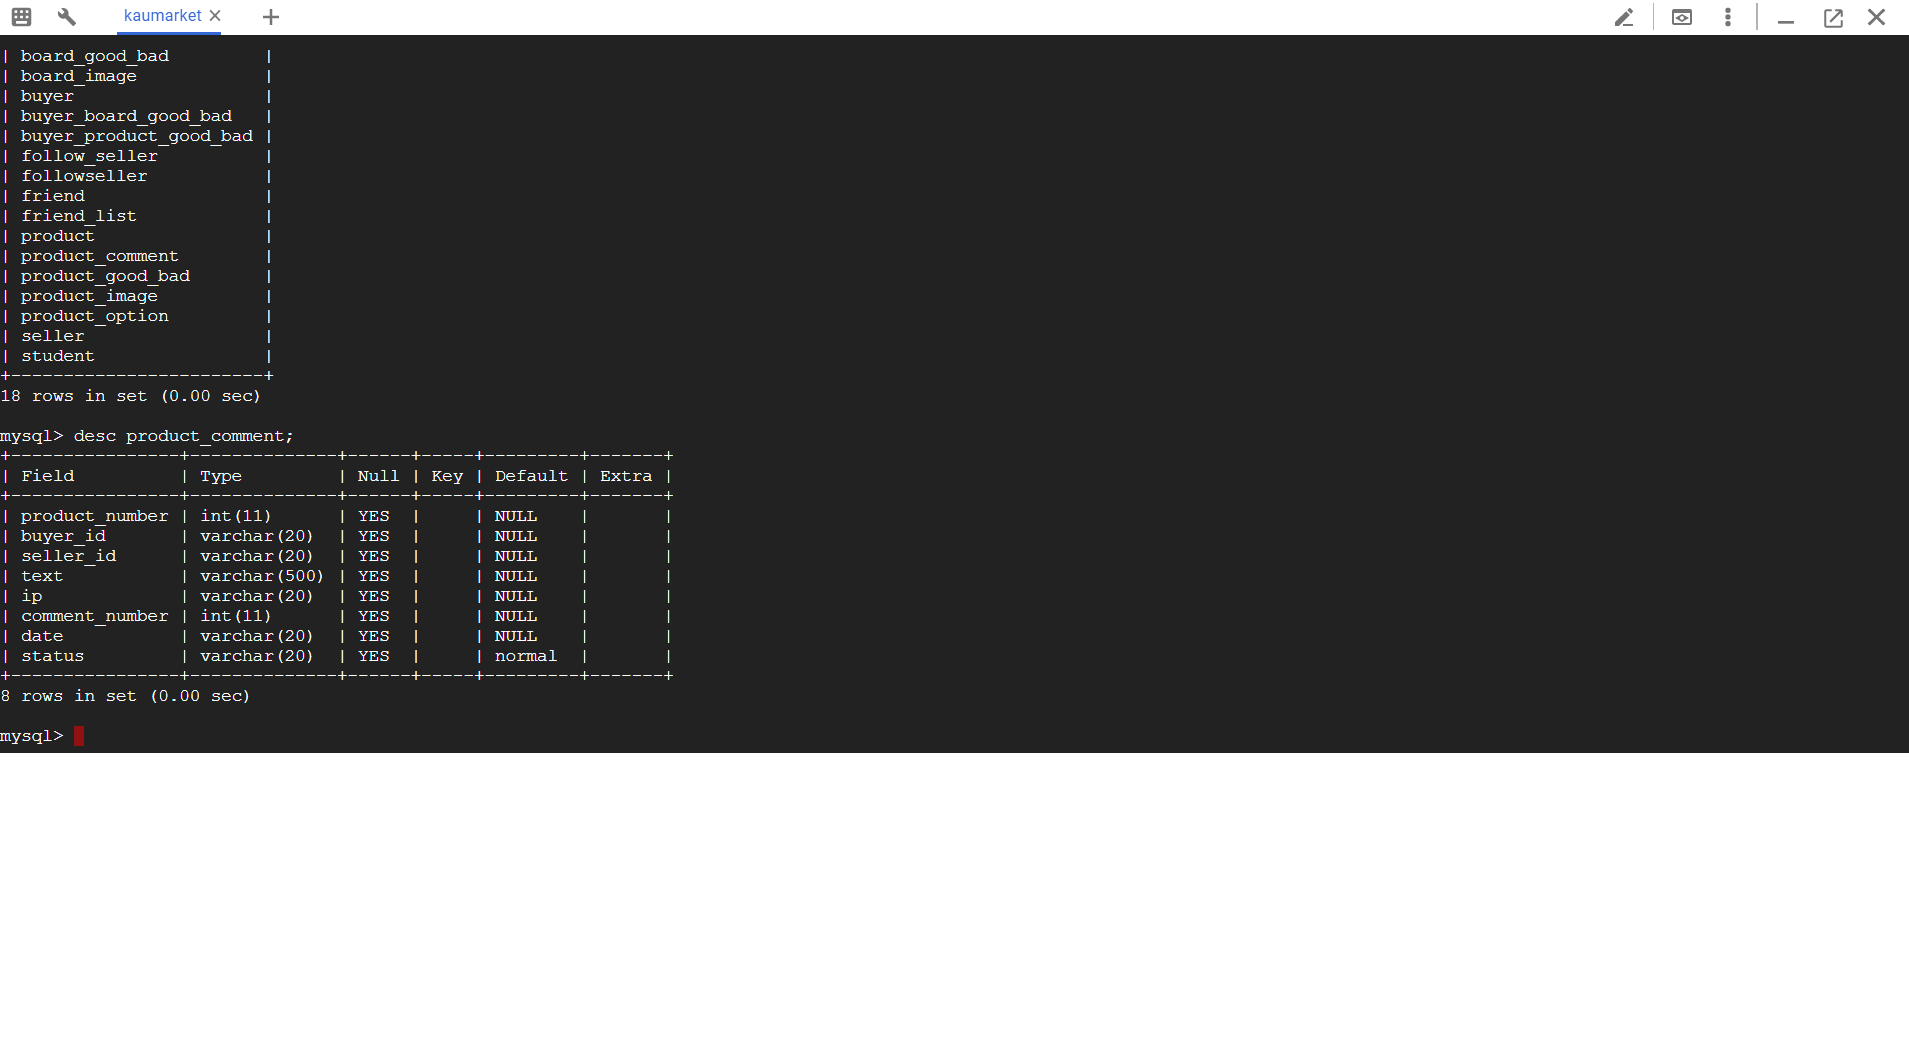 kaumarket
| board_good_bad         |
| board_image            |
| buyer                  |
| buyer_board_good_bad   |
| buyer_product_good_bad |
| follow_seller          |
| followseller           |
| friend                 |
| friend_list            |
| product                |
| product_comment        |
| product_good_bad       |
| product_image          |
| product_option         |
| seller                 |
| student                |
+------------------------+
18 rows in set (0.00 sec)
mysql> desc product_comment;
+----------------+--------------+------+-----+---------+-------+
| Field          | Type         | Null | Key | Default | Extra |
+----------------+--------------+------+-----+---------+-------+
| product_number | int(11)      | YES  |     | NULL    |       |
| buyer_id       | varchar(20)  | YES  |     | NULL    |       |
| seller_id      | varchar(20)  | YES  |     | NULL    |       |
| text           | varchar(500) | YES  |     | NULL    |       |
| ip             | varchar(20)  | YES  |     | NULL    |       |
| comment_number | int(11)      | YES  |     | NULL    |       |
| date           | varchar(20)  | YES  |     | NULL    |       |
| status         | varchar(20)  | YES  |     | normal  |       |
+----------------+--------------+------+-----+---------+-------+
8 rows in set (0.00 sec)
mysql>